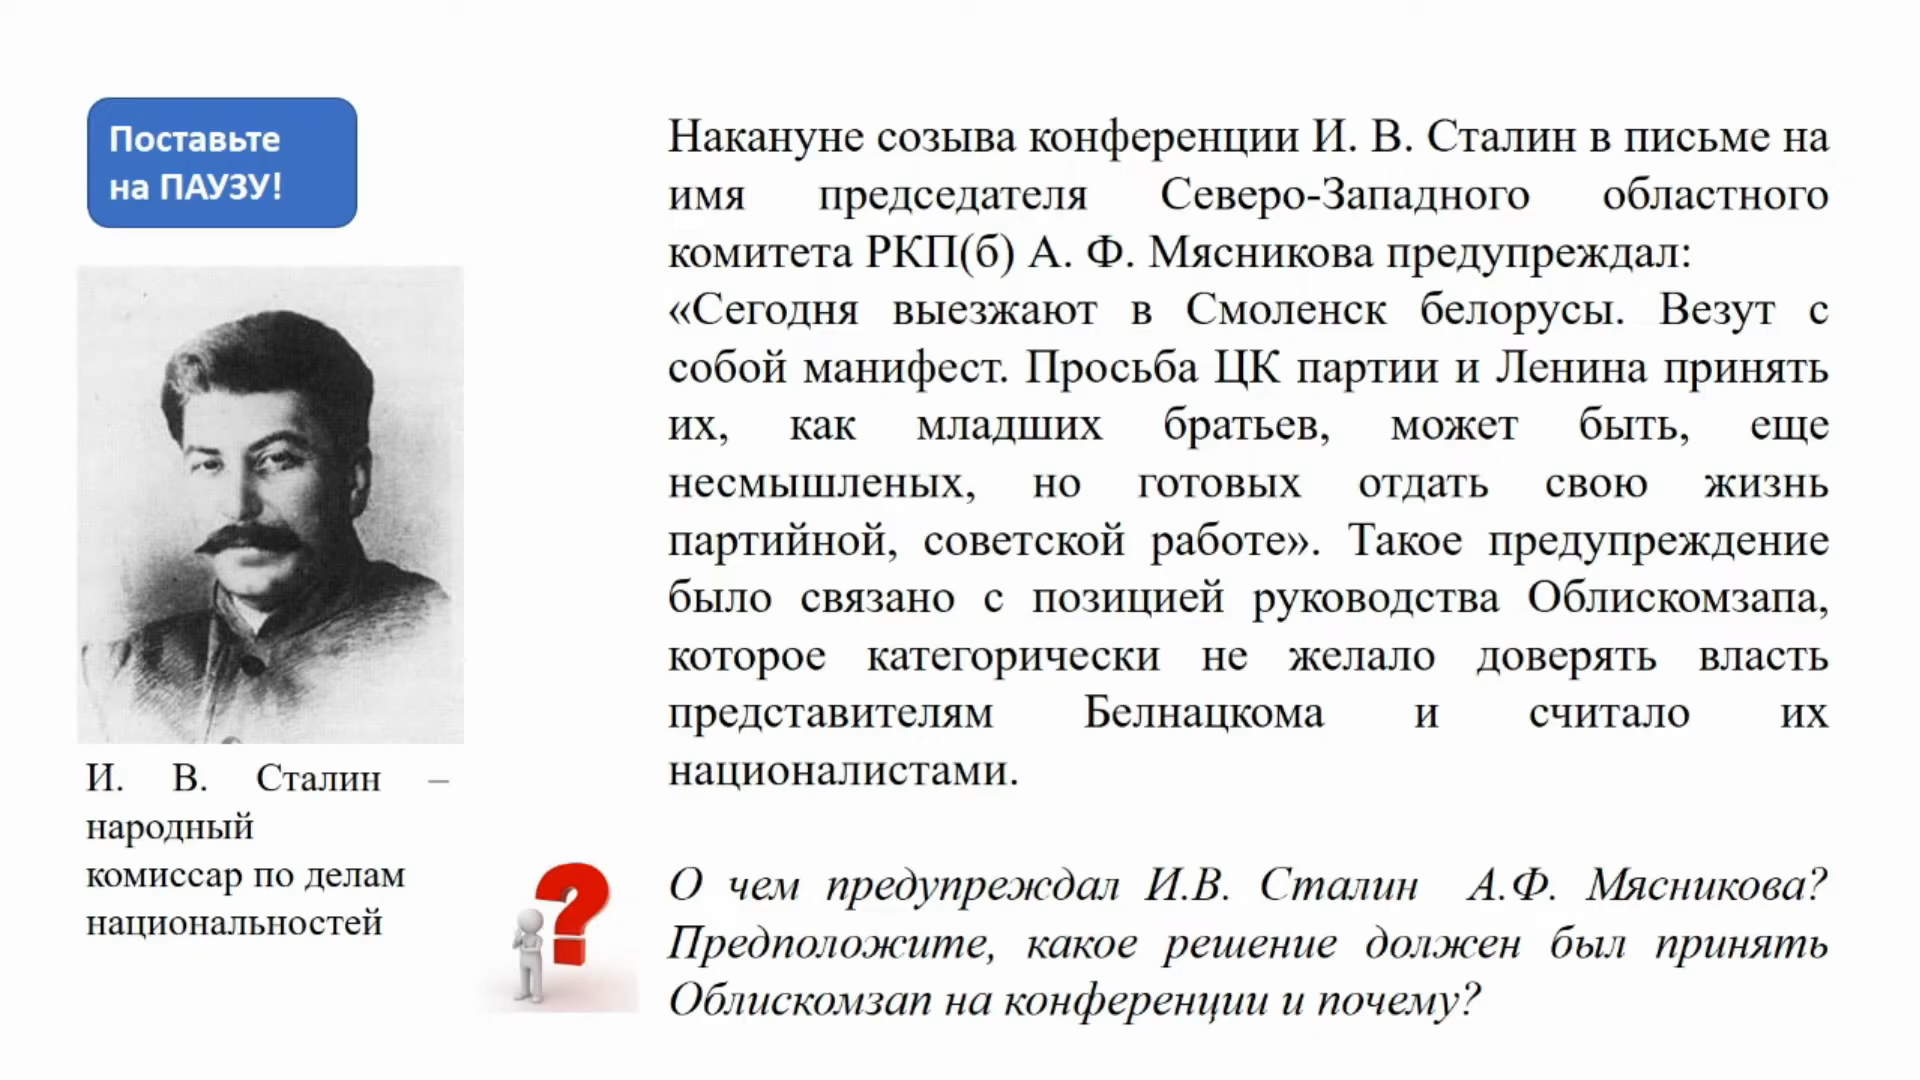 Поставьте
на ПАУЗУ!
Накануне созыва конференции И. В. Сталин в письме на
имя председателя Северо-Западного областного
комитета РКП(б) А. Ф. Мясникова предупреждал:
«Сегодня выезжают в Смоленск белорусы. Везут с
собой манифест. Просьба ЦК партии и Ленина принять
их, как младших братьев, может быть, еще
несмышленых, но готовых отдать свою жизнь
партийной, советской работе». Такое предупреждение
было связано с позицией руководства Облискомзапа,
которое категорически не желало доверять власть
представителям Белнацкома и считало их
националистами.
И. В. Сталин –
народный
комиссар по делам
национальностей
О чем предупреждал И.В. Сталин А.Ф. Мясникова?
Предположите, какое решение должен был принять
Облискомзап на конференции и почему?